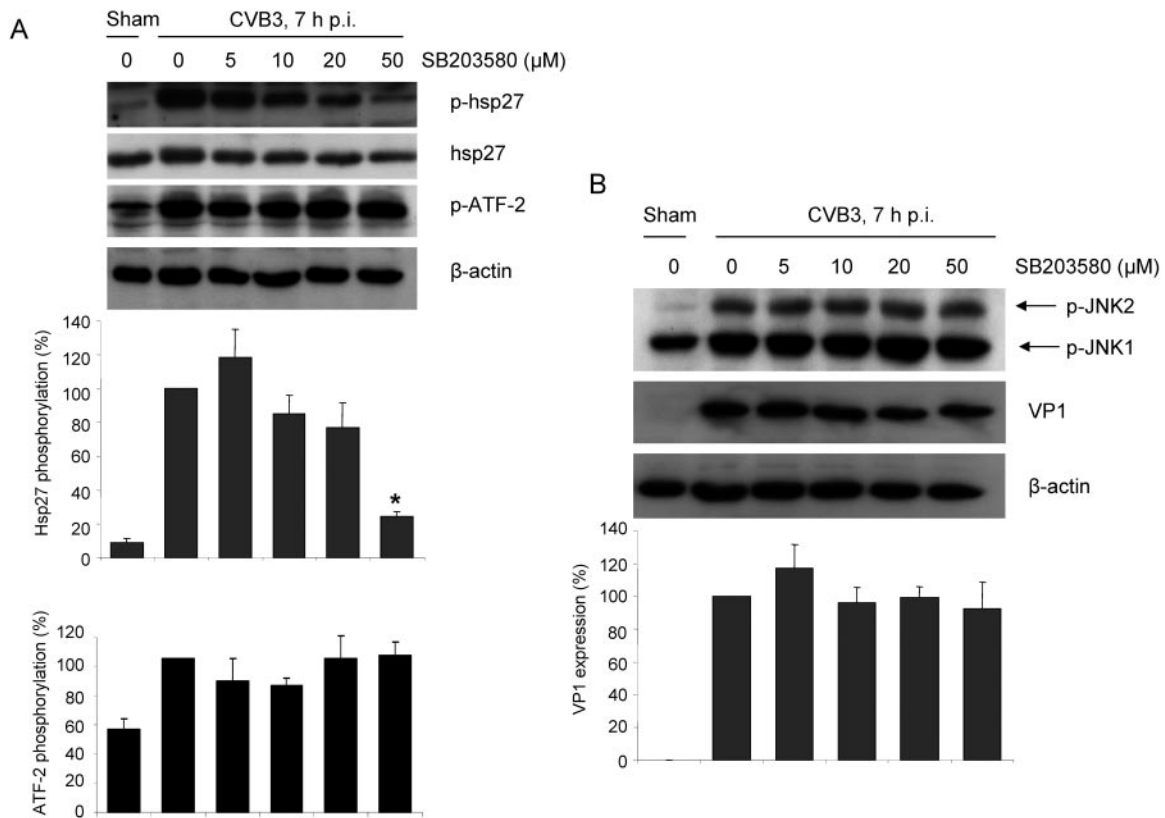 A
Sham CVB3, 7 h p.i.
0 0 5 10 20 50 SB203580 (µM)
p-hsp27
hsp27
p-ATF-2
β-actin
Hsp27 phosphorylation (%)
140
120
100
80
60
40
20
0
*
ATF-2 phosphorylation (%)
120
100
80
60
40
20
0
B
Sham CVB3, 7 h p.i.
0 0 5 10 20 50 SB203580 (µM)
p-JNK2
p-JNK1
VP1
β-actin
VP1 expression (%)
140
120
100
80
60
40
20
0